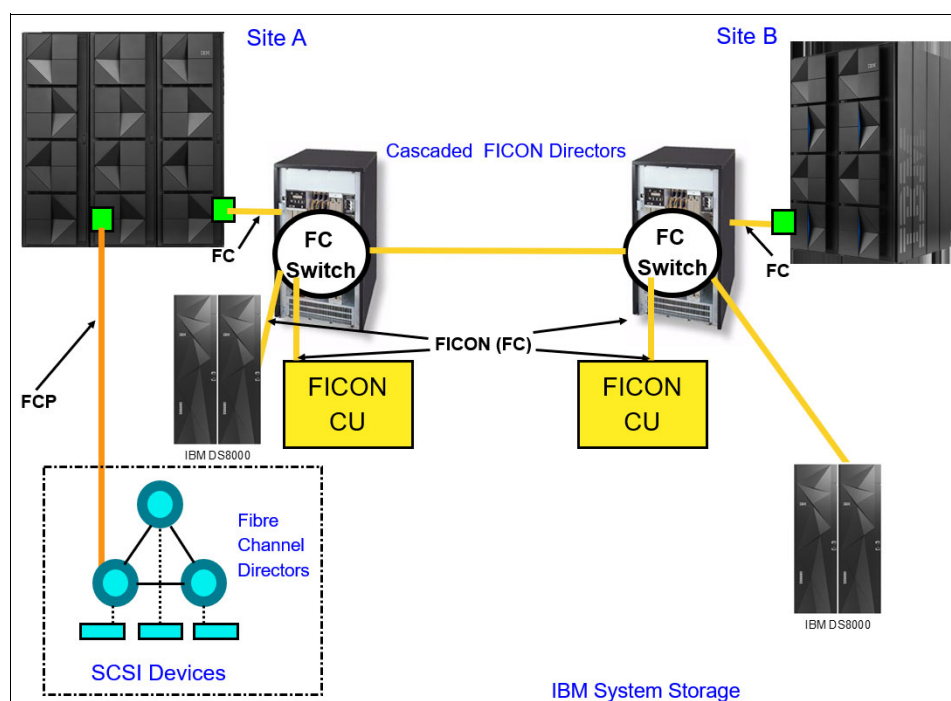 Site A
Site B
IBM
Cascaded FICON Directors
FC
FC
Switch
FC
Switch
FC
FICON (FC)
FICON
CU
FICON
CU
FCP
IBM DS8000
Fibre
Channel
Directors
SCSI Devices
IBM DS8000
IBM System Storage